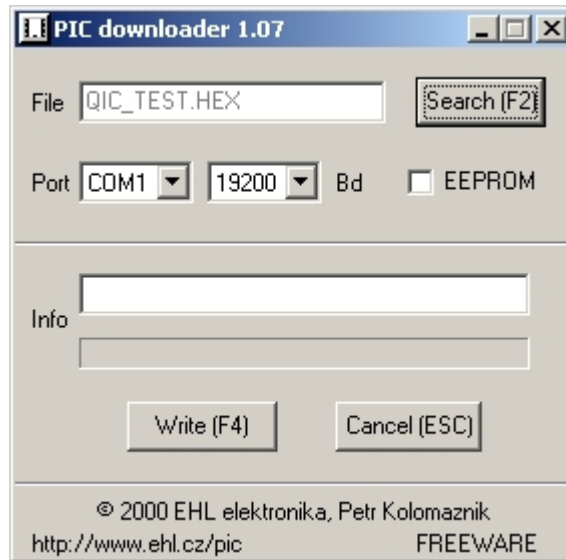 PIC downloader 1.07
File QIC_TEST.HEX Search (F2)
Port COM1 19200 Bd EEPROM
Info
Write (F4) Cancel (ESC)
© 2000 EHL elektronika, Petr Kolomaznik
http://www.ehl.cz/pic FREEWARE